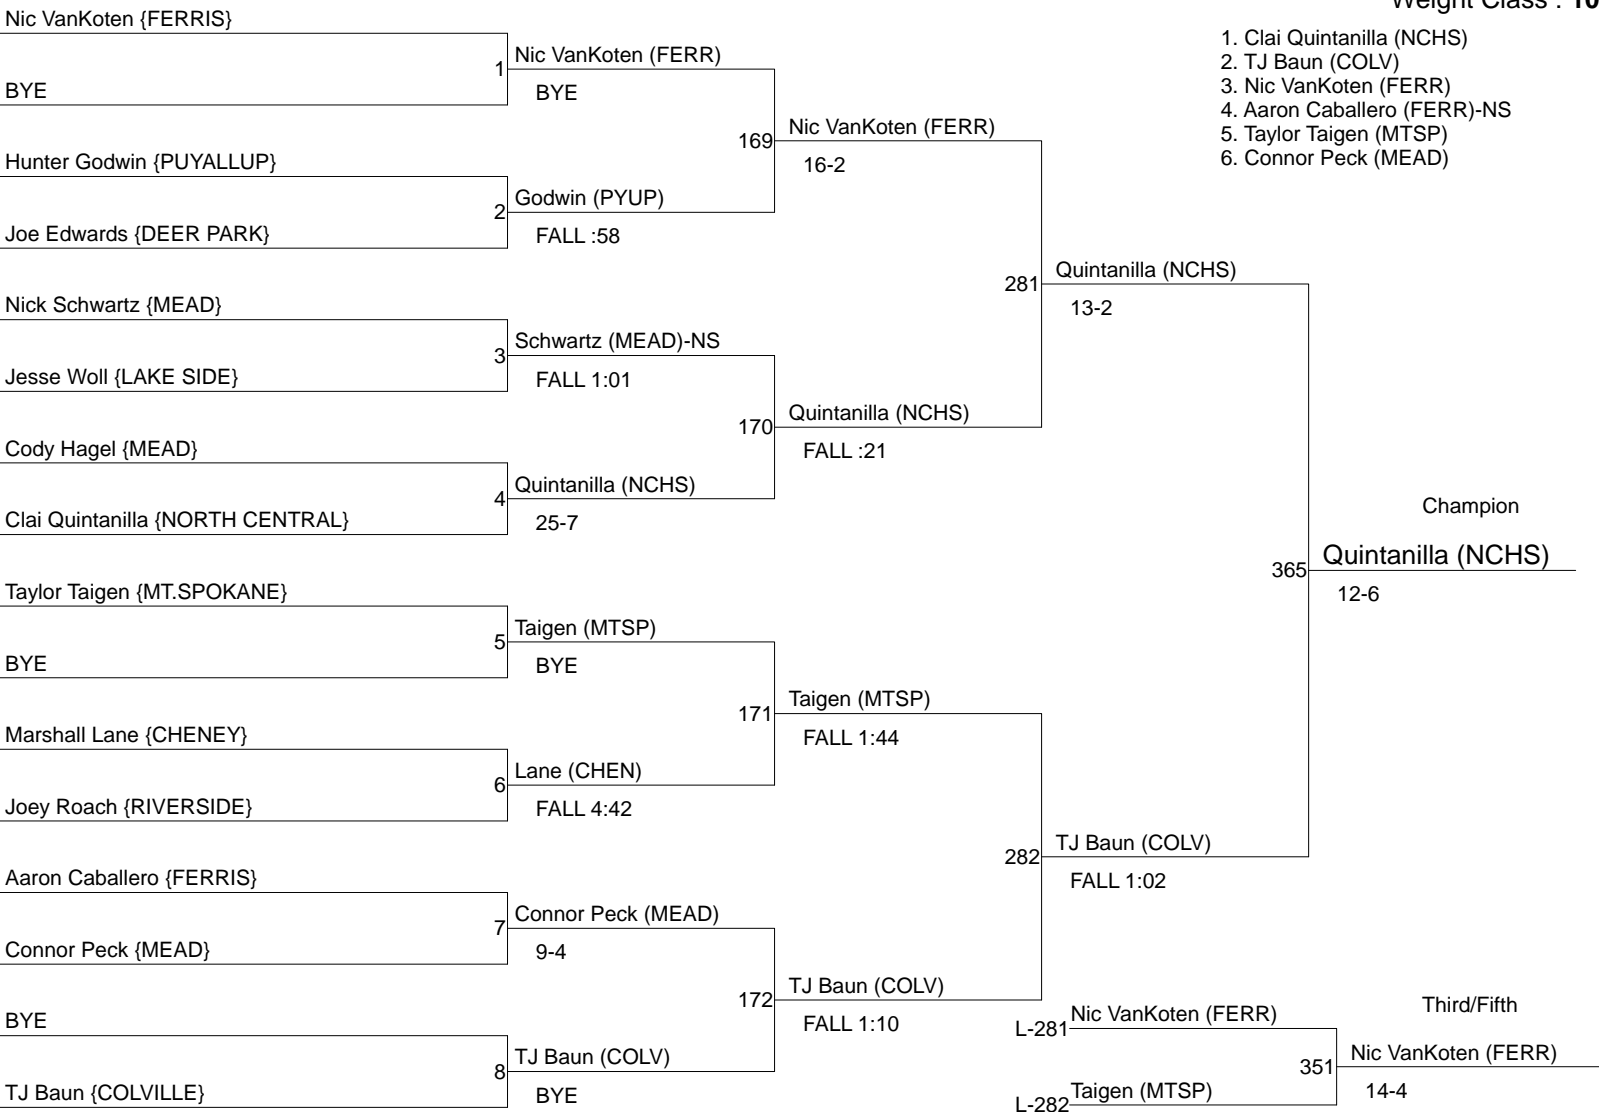 Weight Class : 10
1. Clai Quintanilla (NCHS)
2. TJ Baun (COLV)
3. Nic VanKoten (FERR)
4. Aaron Caballero (FERR)-NS
5. Taylor Taigen (MTSP)
6. Connor Peck (MEAD)
Nic VanKoten {FERRIS}
BYE
Hunter Godwin {PUYALLUP}
Joe Edwards {DEER PARK}
Nick Schwartz {MEAD}
Jesse Woll {LAKE SIDE}
Cody Hagel {MEAD}
Clai Quintanilla {NORTH CENTRAL}
Taylor Taigen {MT.SPOKANE}
BYE
Marshall Lane {CHENEY}
Joey Roach {RIVERSIDE}
Aaron Caballero {FERRIS}
Connor Peck {MEAD}
BYE
TJ Baun {COLVILLE}
1
Nic VanKoten (FERR)
BYE
2
Godwin (PYUP)
FALL :58
3
Schwartz (MEAD)-NS
FALL 1:01
4
Quintanilla (NCHS)
25-7
5
Taigen (MTSP)
BYE
6
Lane (CHEN)
FALL 4:42
7
Connor Peck (MEAD)
9-4
8
TJ Baun (COLV)
BYE
169
Nic VanKoten (FERR)
16-2
170
Quintanilla (NCHS)
FALL :21
171
Taigen (MTSP)
FALL 1:44
172
TJ Baun (COLV)
FALL 1:10
281
Quintanilla (NCHS)
13-2
282
TJ Baun (COLV)
FALL 1:02
Champion
365
Quintanilla (NCHS)
12-6
Third/Fifth
L-281
Nic VanKoten (FERR)
L-282
Taigen (MTSP)
351
Nic VanKoten (FERR)
14-4